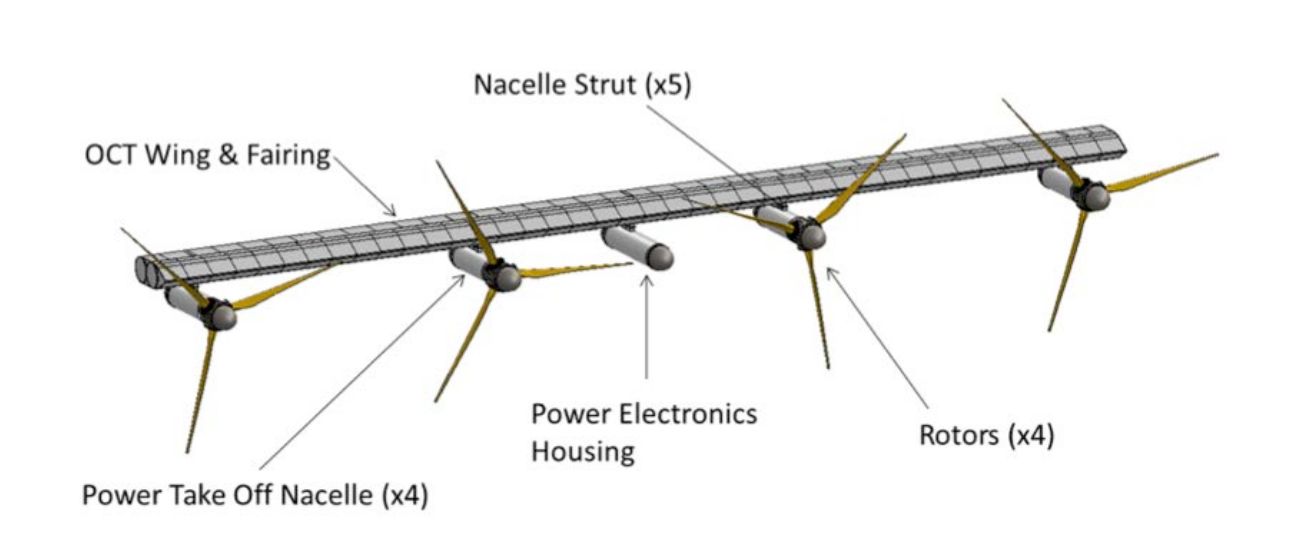 Nacelle Strut (x5)
OCT Wing & Fairing
Power Electronics
Housing
Rotors (x4)
Power Take Off Nacelle (x4)